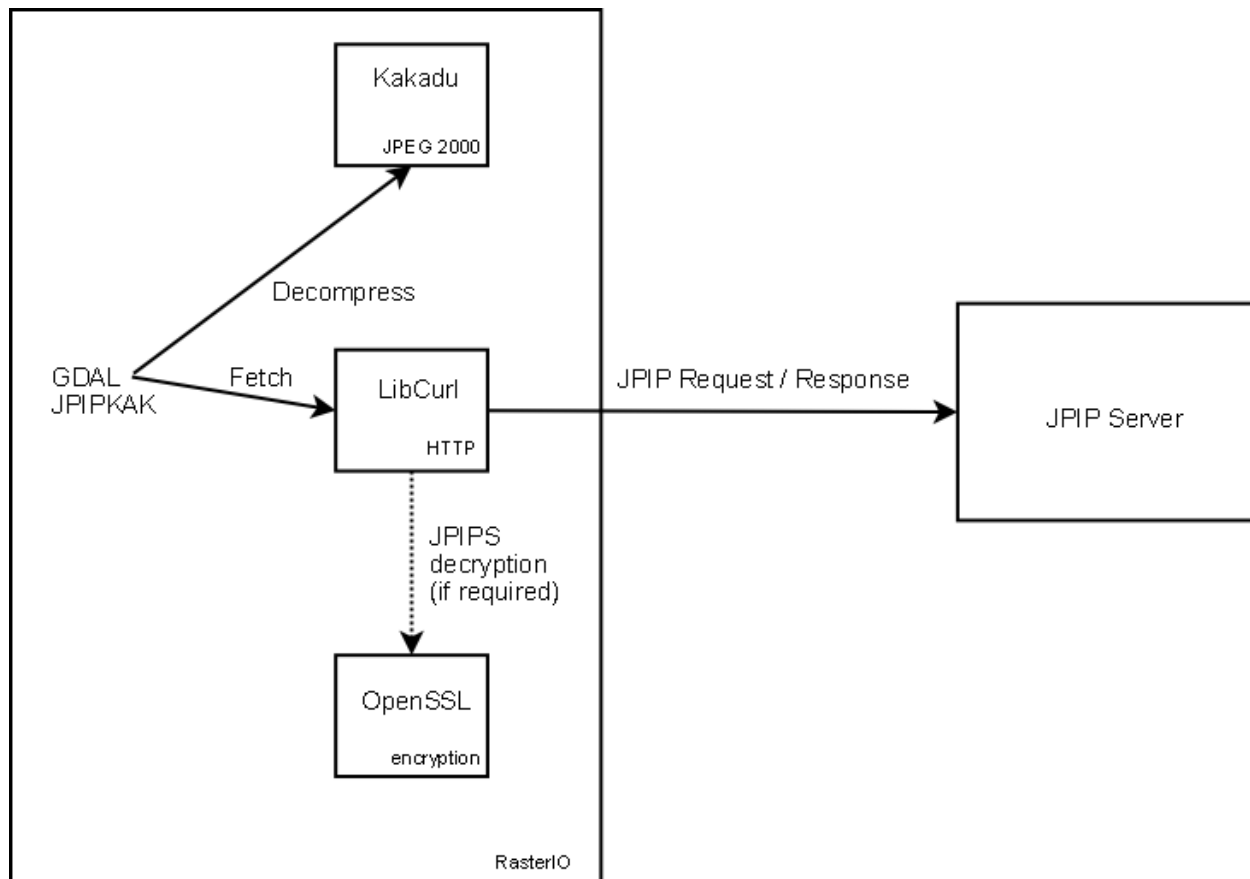 Kakadu
JPEG 2000
Decompress
GDAL
JPIPKAK
Fetch
LibCurl
HTTP
JPIP Request / Response
JPIP Server
JPIPS
decryption
(if required)
OpenSSL
encryption
RasterIO